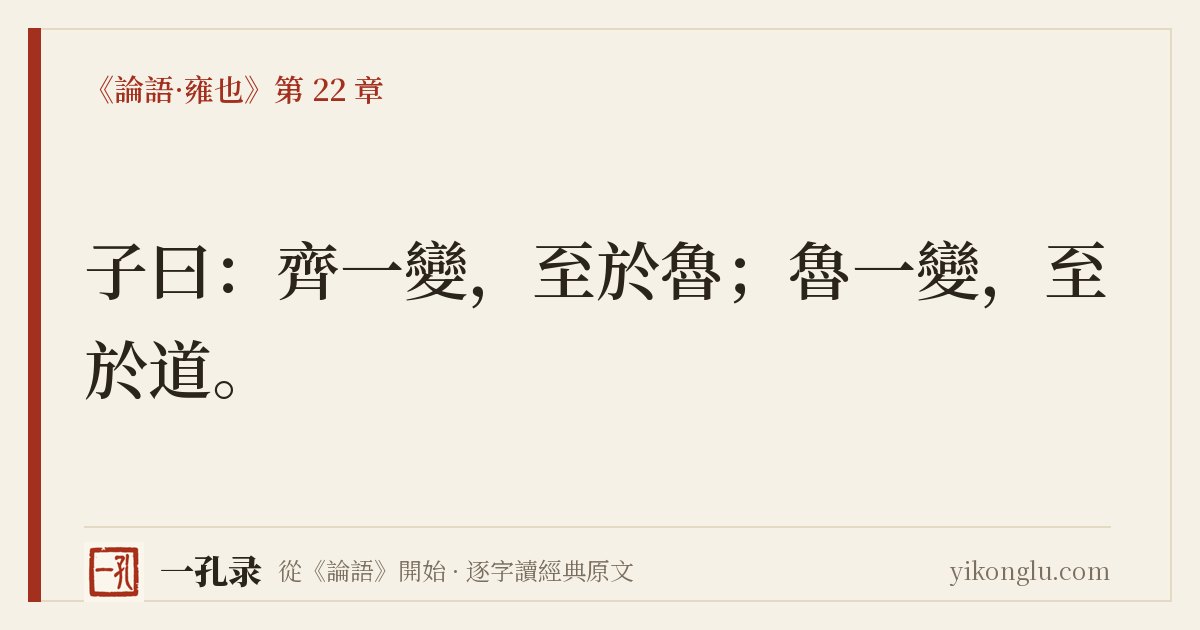 《論語·雍也》第 22 章
子曰：齊一變，至於魯；魯一變，至
於道。
一孔
一孔录 從《論語》開始 · 逐字讀經典原文 yikonglu.com